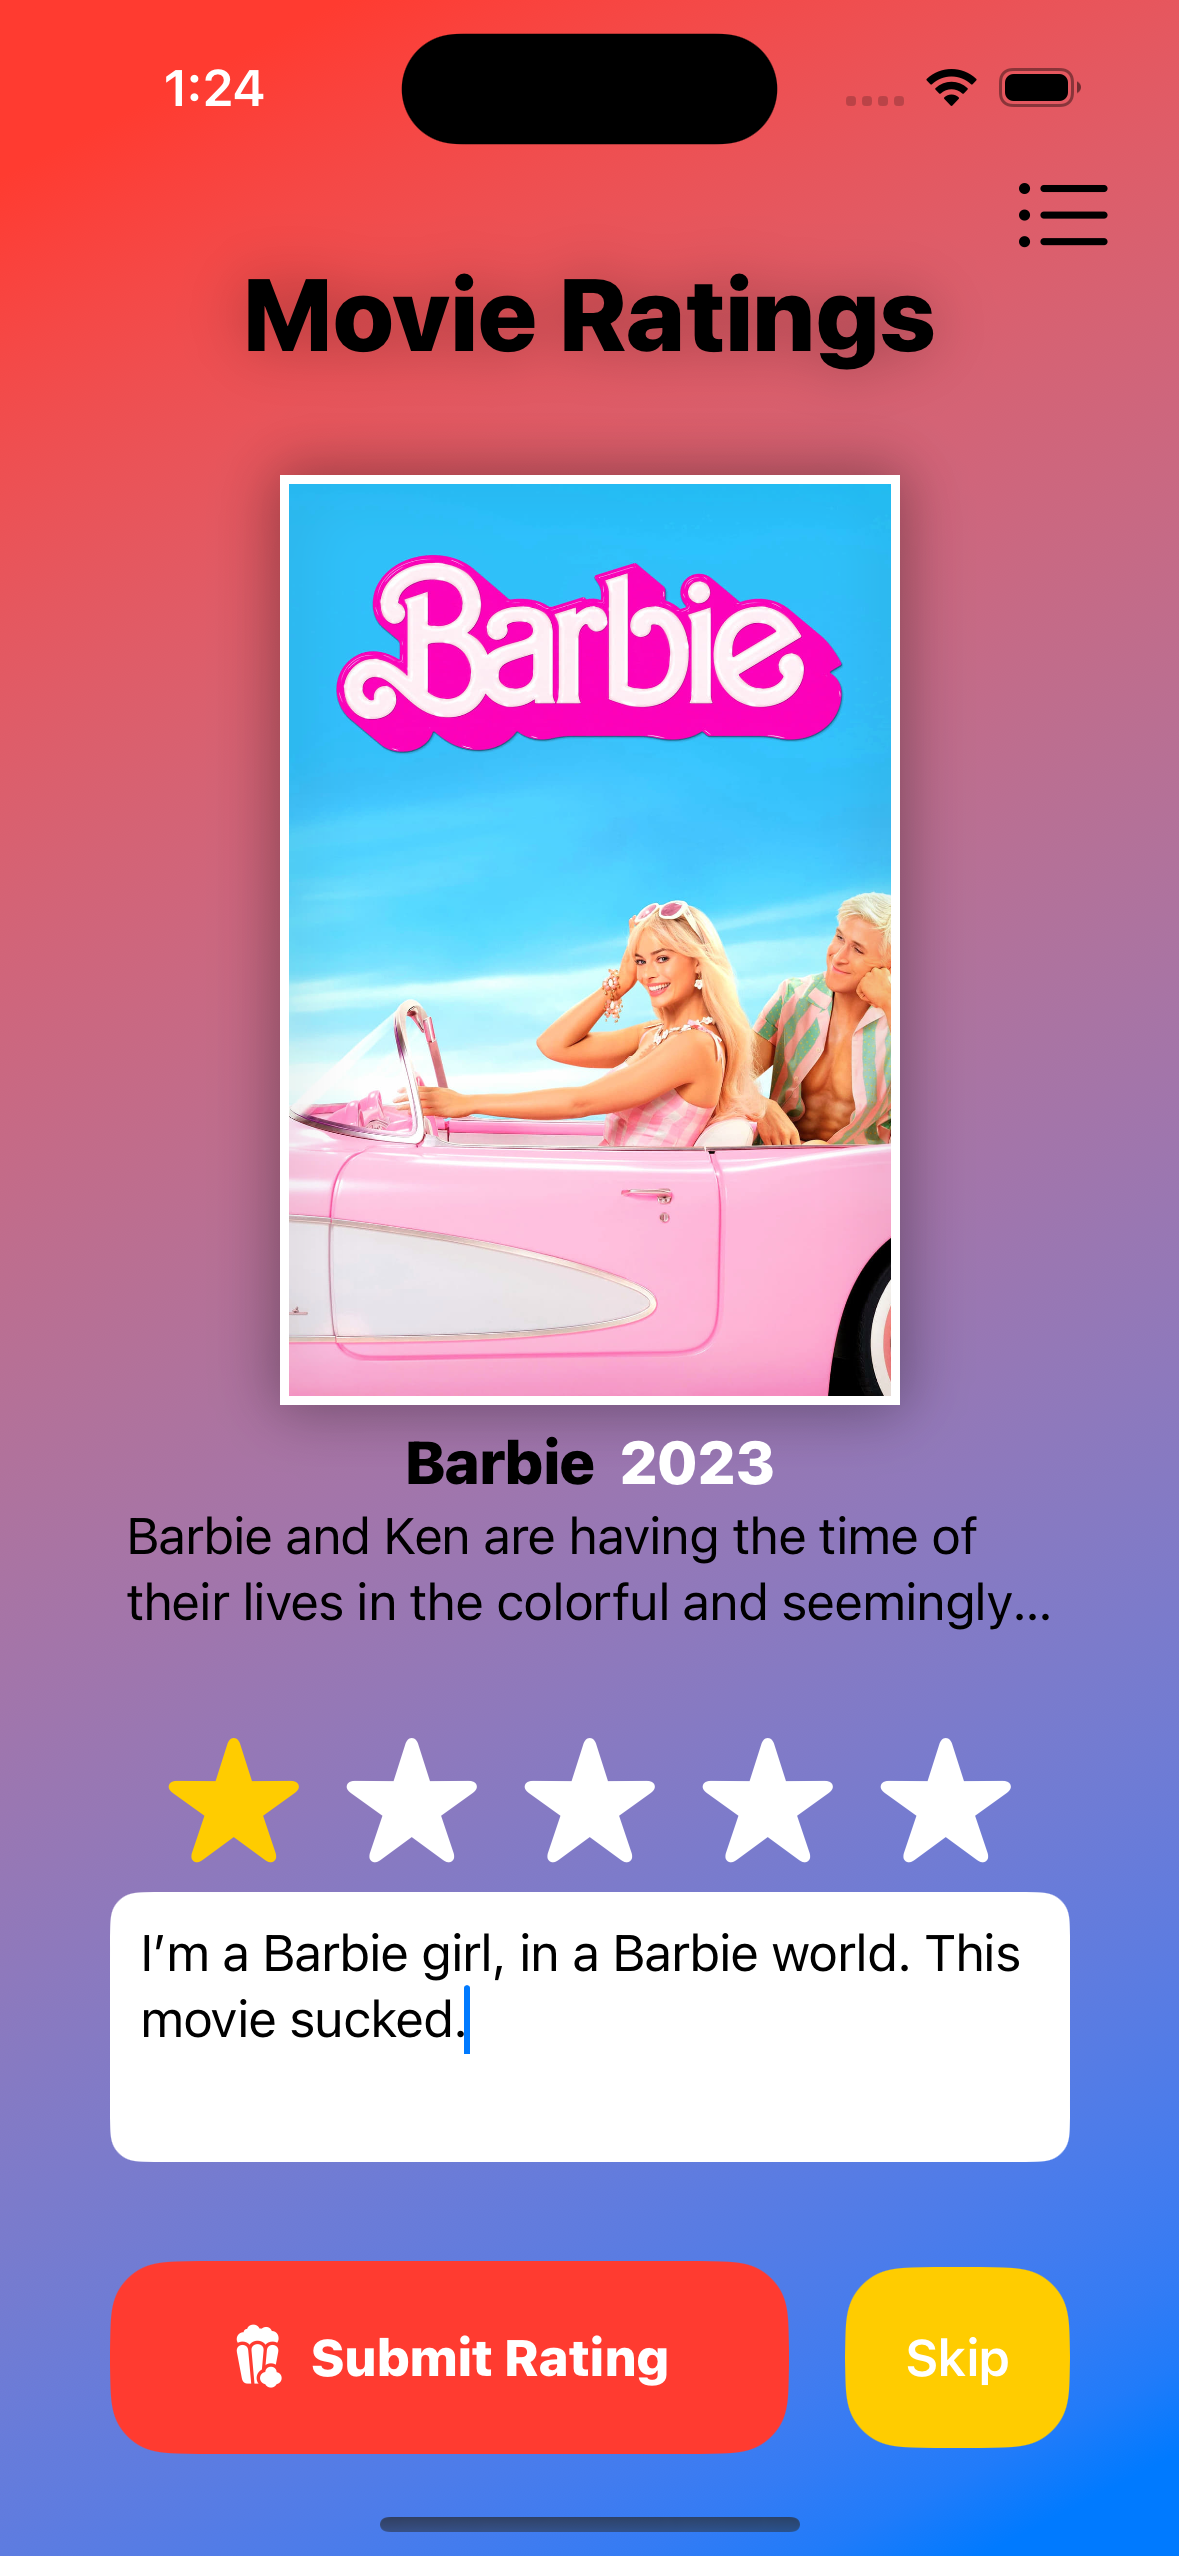 1:24
Movie Ratings
Barbie
Barbie 2023
Barbie and Ken are having the time of
their lives in the colorful and seemingly...
I'm a Barbie girl, in a Barbie world. This
movie sucked.
Submit Rating
Skip